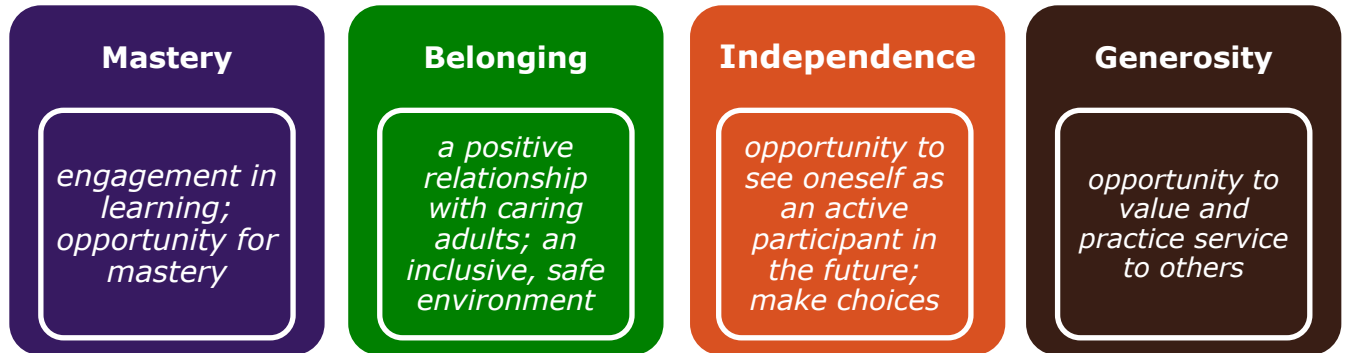 Mastery
engagement in
learning;
opportunity for
mastery
Belonging
a positive
relationship
with caring
adults; an
inclusive, safe
environment
Independence
opportunity to
see oneself as
an active
participant in
the future;
make choices
Generosity
opportunity to
value and
practice service
to others